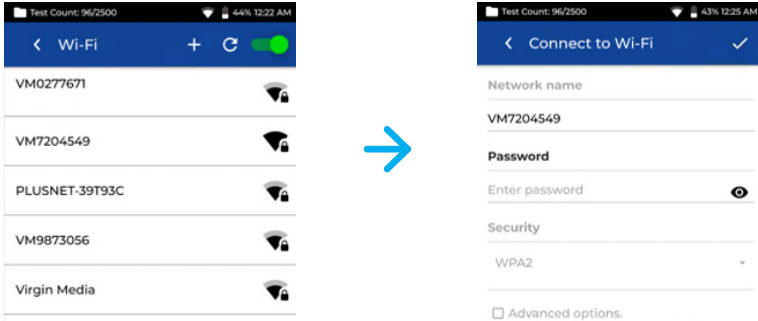 Test Count: 96/2500 44% 12:22 AM
Wi-Fi
VM0277671
VM7204549
PLUSNET-39T93C
VM9873056
Virgin Media
Test Count: 96/2500 43% 12:25 AM
Connect to Wi-Fi
Network name
VM7204549
Password
Enter password
Security
WPA2
Advanced options.